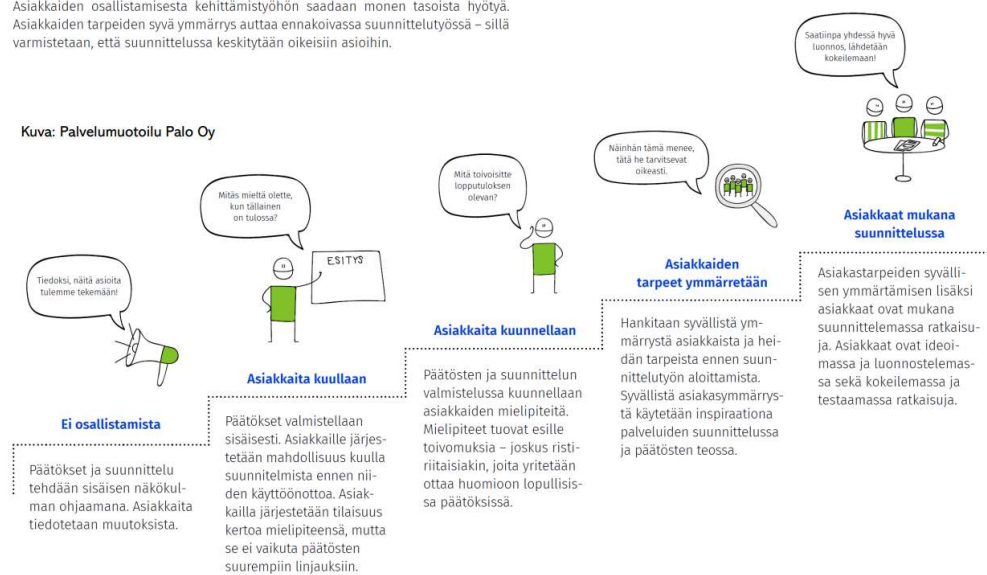 Asiakkaiden osallistamisesta kehittämistyöhön saadaan monen tasoista hyötyä.
Asiakkaiden tarpeiden syvä ymmärrys auttaa ennakoivassa suunnittelutyössä – sillä
varmistetaan, että suunnittelussa keskitytään oikeisiin asioihin.
Kuva: Palvelumuotoilu Palo Oy
Tiedoksi, näitä asioita
tulemme tekemään!
Ei osallistamista
Päätökset ja suunnittelu
tehdään sisäisen näkökul-
man ohjaamana. Asiakkaita
tiedotetaan muutoksista.
Mitäs mieltä olette,
kun tällainen
on tulossa?
ESITYS
Asiakkaita kuullaan
Päätökset valmistellaan
sisäisesti. Asiakkaille järjes-
tetään mahdollisuus kuulla
suunnitelmista ennen nii-
den käyttöönottoa. Asiak-
kailla järjestetään tilaisuus
kertoa mielipiteensä, mutta
se ei vaikuta päätösten
suurempiin linjauksiin.
Mitä toivoisitte
lopputuloksen
olevan?
Asiakkaita kuunnellaan
Päätösten ja suunnittelun
valmistelussa kuunnellaan
asiakkaiden mielipiteitä.
Mielipiteet tuovat esille
toivomuksia – joskus risti-
riitaisiakin, joita yritetään
ottaa huomioon lopullisis-
sa päätöksissä.
Näinhän tämä menee,
tätä he tarvitsevat
oikeasti.
Asiakkaiden
tarpeet ymmärretään
Hankitaan syvällistä ym-
märrystä asiakkaista ja hei-
dän tarpeista ennen suun-
nittelutyön aloittamista.
Syvällistä asiakasymmärrys-
tä käytetään inspiraationa
palveluiden suunnittelussa
ja päätösten teossa.
Saatiinpa yhdessä hyvä
luonnos, lähdetään
kokeilemaan!
Asiakkaat mukana
suunnittelussa
Asiakastarpeiden syvälli-
sen ymmärtämisen lisäksi
asiakkaat ovat mukana
suunnittelemassa ratkaisu-
ja. Asiakkaat ovat ideoi-
massa ja luonnostelemas-
sa sekä kokeilemassa ja
testaamassa ratkaisuja.